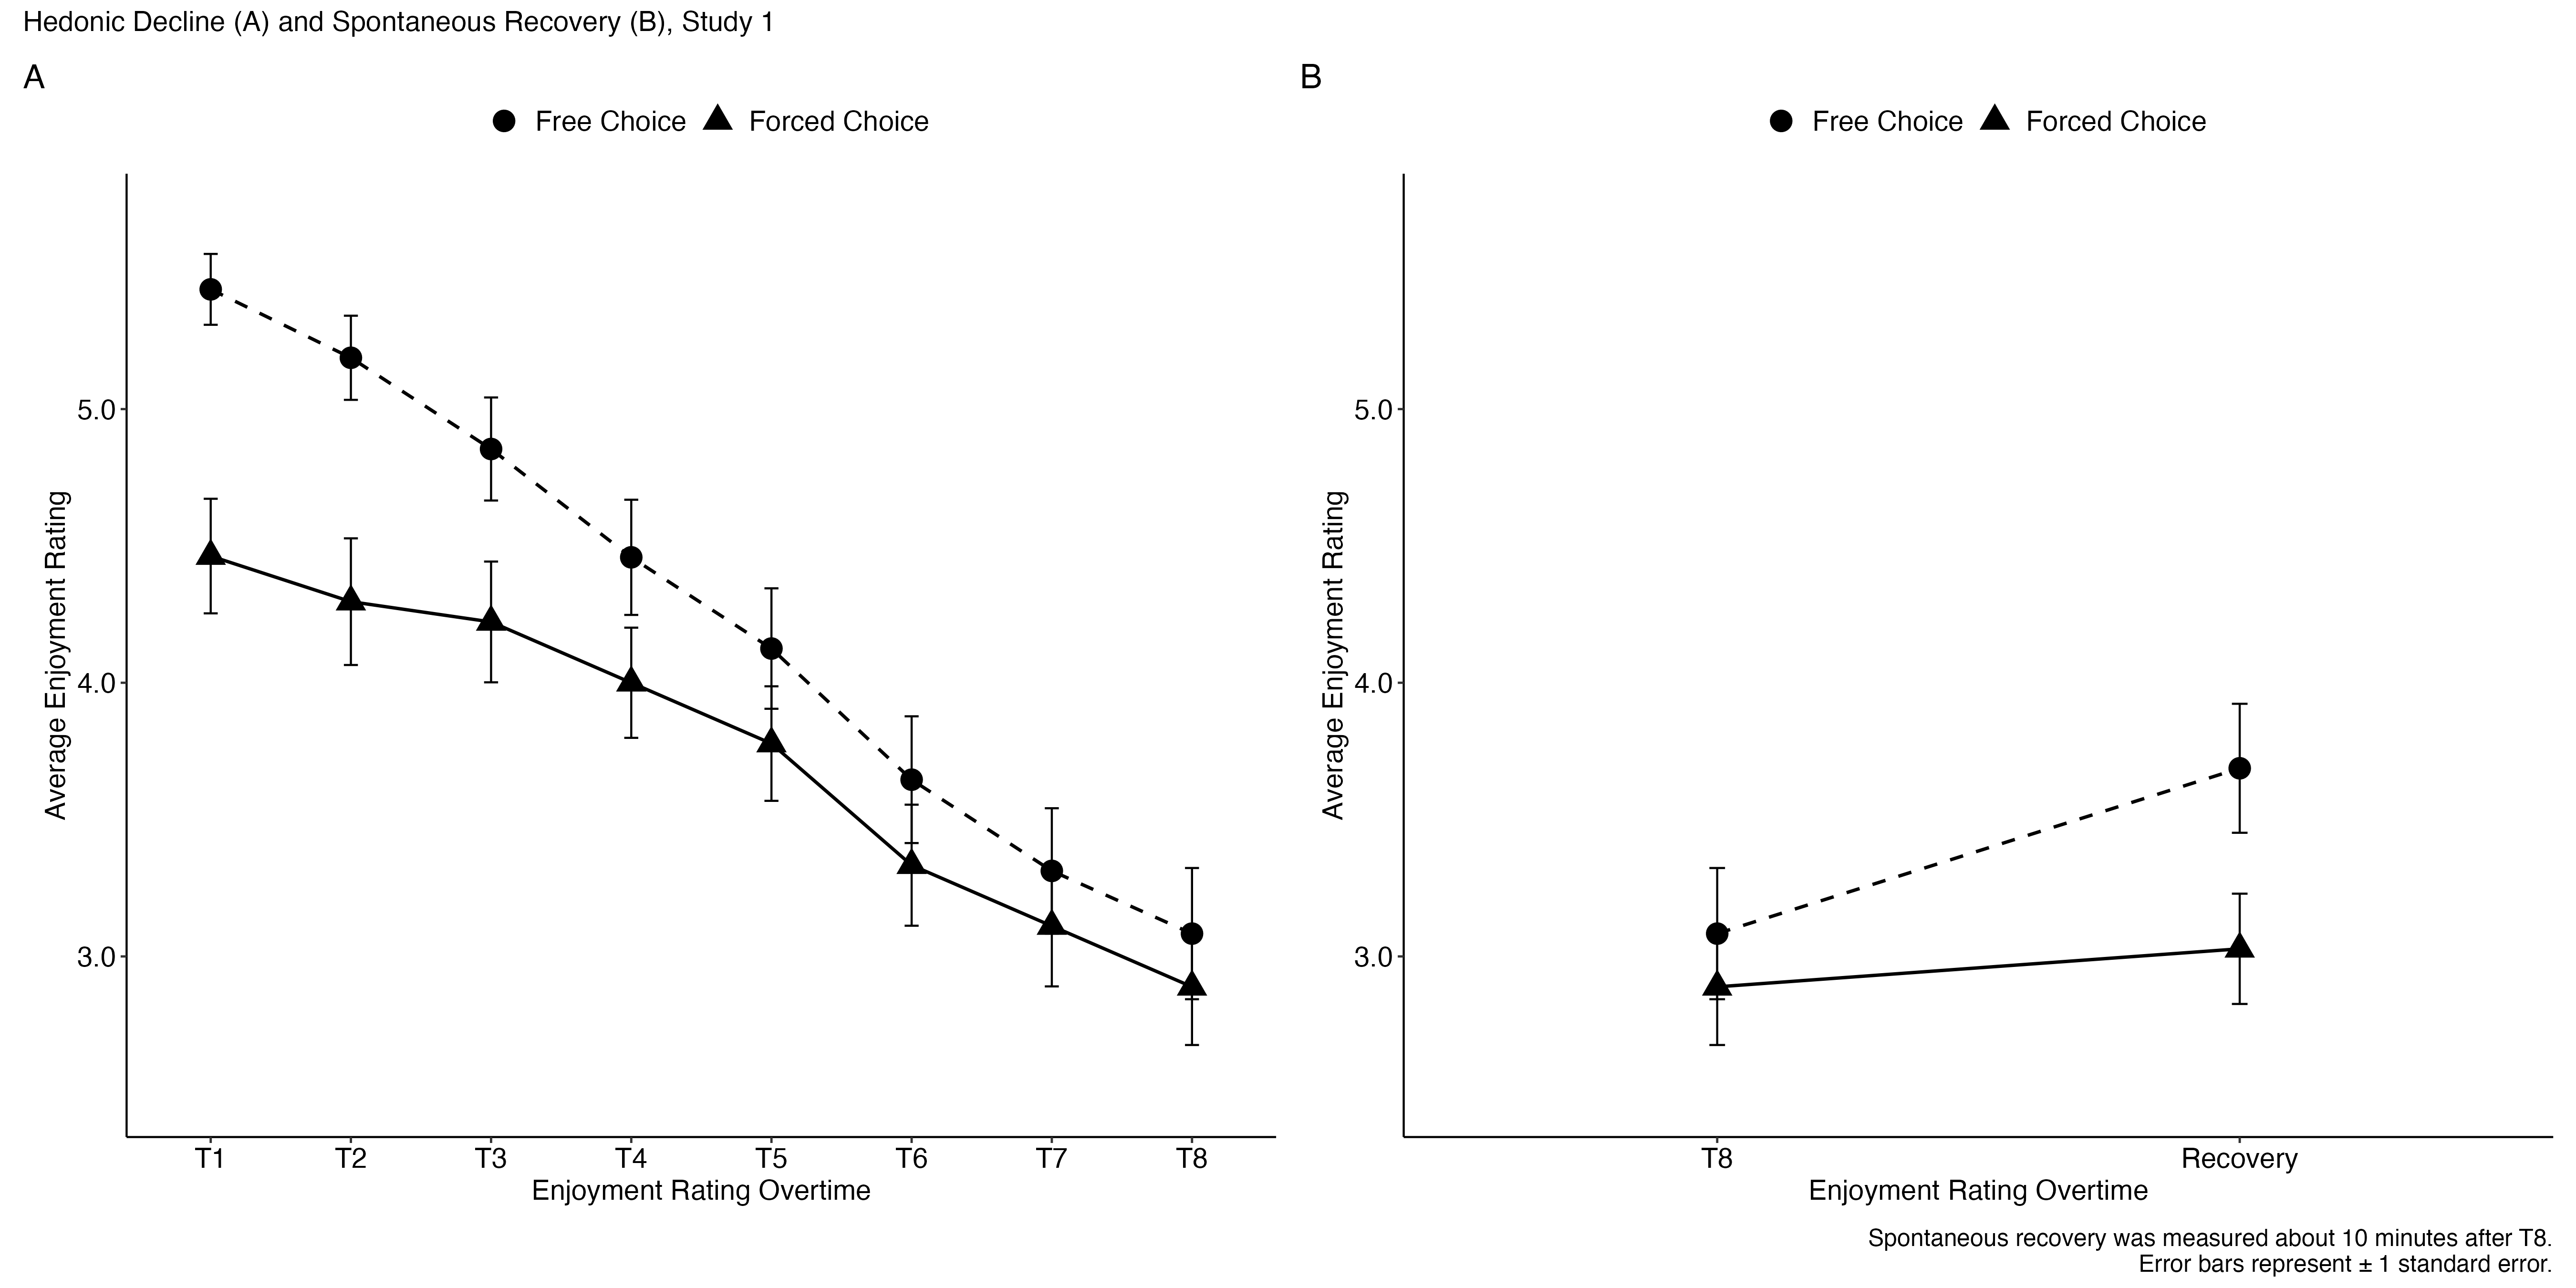 Hedonic Decline (A) and Spontaneous Recovery (B), Study 1
A
Free Choice Forced Choice
Average Enjoyment Rating
5.0
4.0
3.0
T1 T2 T3 T4 T5 T6 T7 T8
Enjoyment Rating Overtime
B
Free Choice Forced Choice
Average Enjoyment Rating
5.0
4.0
3.0
T8 Recovery
Enjoyment Rating Overtime
Spontaneous recovery was measured about 10 minutes after T8.
Error bars represent ± 1 standard error.